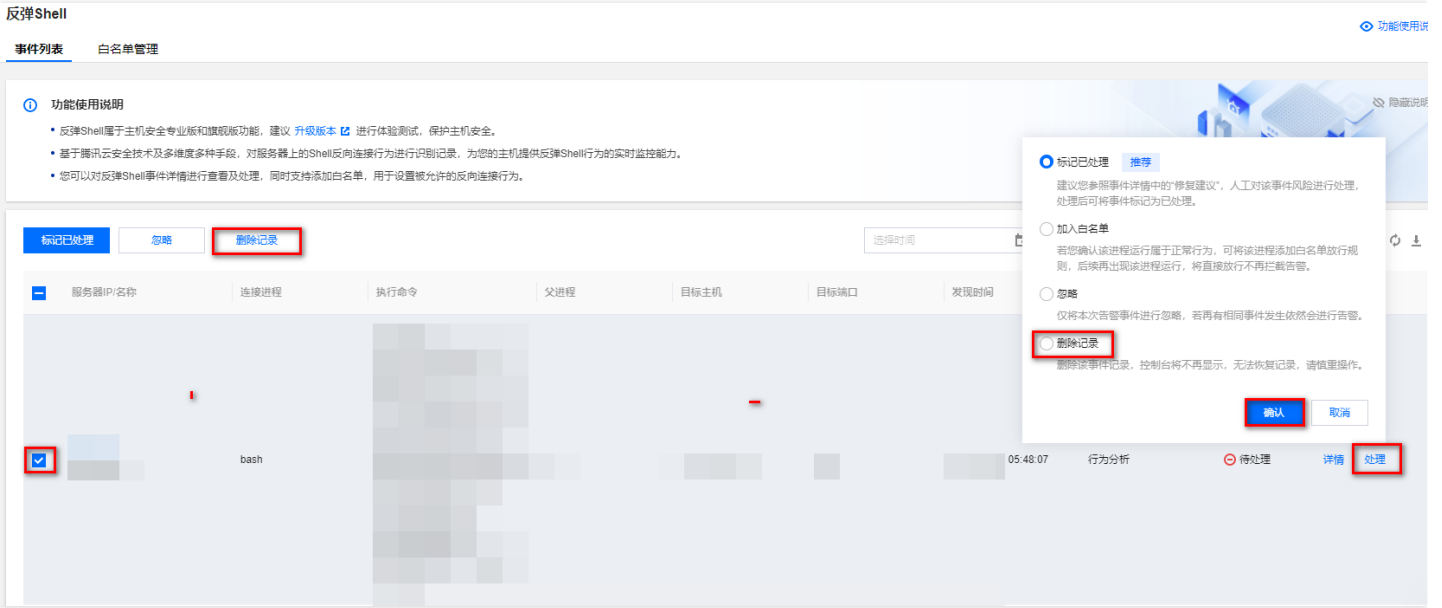 反弹Shell
功能使用说
事件列表 白名单管理
功能使用说明
隐藏说明
• 反弹Shell属于主机安全专业版和旗舰版功能，建议 升级版本 进行体验测试，保护主机安全。
• 基于腾讯云安全技术及多维度多种手段，对服务器上的Shell反向连接行为进行识别记录，为您的主机提供反弹Shell行为的实时监控能力。
• 您可以对反弹Shell事件详情进行查看及处理，同时支持添加白名单，用于设置被允许的反向连接行为。
标记已处理 推荐
建议您参照事件详情中的“修复建议”，人工对该事件风险进行处理，
处理后可将事件标记为已处理。
加入白名单
若您确认该进程运行属于正常行为，可将该进程添加白名单放行规
则，后续再出现该进程运行，将直接放行不再拦截告警。
忽略
仅将本次告警事件进行忽略，若再有相同事件发生依然会进行告警。
删除记录
删除该事件记录，控制台将不再显示，无法恢复记录，请慎重操作。
确认 取消
标记已处理 忽略 删除记录 选择时间
服务器IP/名称 连接进程 执行命令 父进程 目标主机 目标端口 发现时间
bash 05:48:07 行为分析 待处理 详情 处理